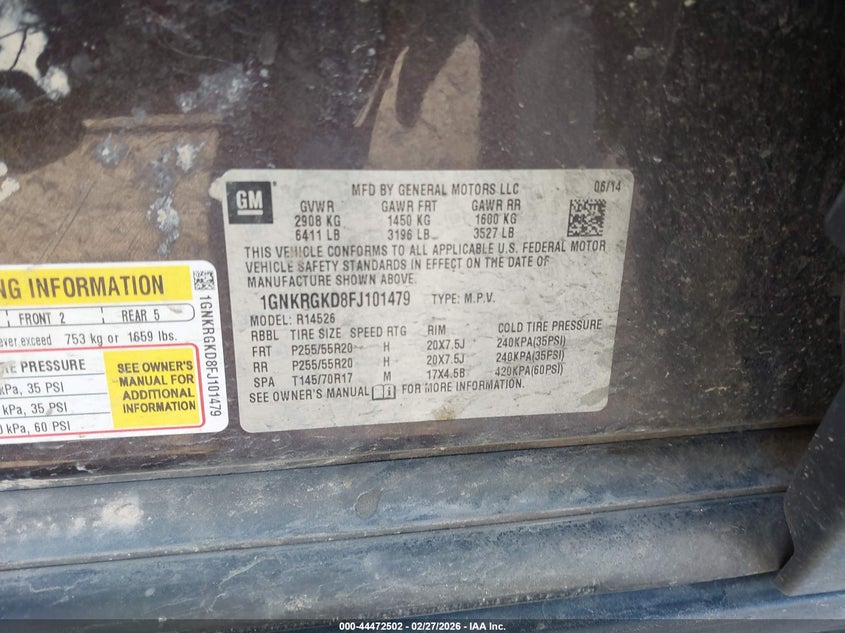 GM
MFD BY GENERAL MOTORS LLC 06/14
GVWR GAWR FRT GAWR RR
2908 KG 1450 KG 1600 KG
6411 LB 3196 LB 3527 LB
THIS VEHICLE CONFORMS TO ALL APPLICABLE U.S. FEDERAL MOTOR
VEHICLE SAFETY STANDARDS IN EFFECT ON THE DATE OF
MANUFACTURE SHOWN ABOVE.
1GNKRGKD8FJ101479 TYPE: M.P.V.
MODEL: R14526
RBBL TIRE SIZE SPEED RTG RIM COLD TIRE PRESSURE
FRT P255/55R20 H 20X7.5J 240KPA(35PSI)
RR P255/55R20 H 20X7.5J 240KPA(35PSI)
SPA T145/70R17 M 17X4.5B 420KPA(60PSI)
SEE OWNER'S MANUAL FOR MORE INFORMATION.
NG INFORMATION
FRONT 2 REAR 5
ever exceed 753 kg or 1659 lbs.
RE PRESSURE
kPa, 35 PSI
kPa, 35 PSI
0 kPa, 60 PSI
SEE OWNER'S
MANUAL FOR
ADDITIONAL
INFORMATION
1GNKRGKD8FJ101479
000-44472502 - 02/27/2026 - IAA Inc.